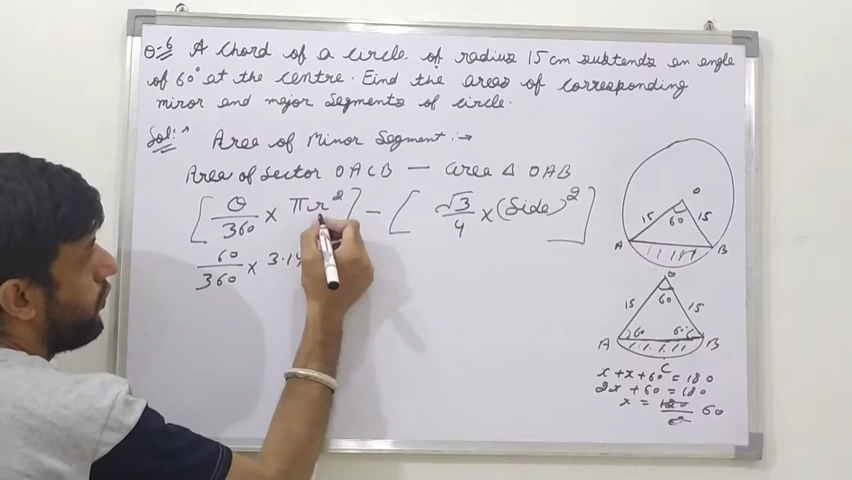 Q-6 A chord of a circle of radius 15 cm subtends an angle
of 60° at the centre. Find the areas of corresponding
minor and major segments of circle.
Sol:- Area of Minor Segment :→
Area of sector OACB — area Δ OAB
[θ/360 × πr²] — [√3/4 × (Side)²]
60/360 × 3.14
O
15 60 15
A B
O
60
15 15
60 60
A B
C
x + x + 60° = 180
2x + 60 = 180
x = 120/2 60